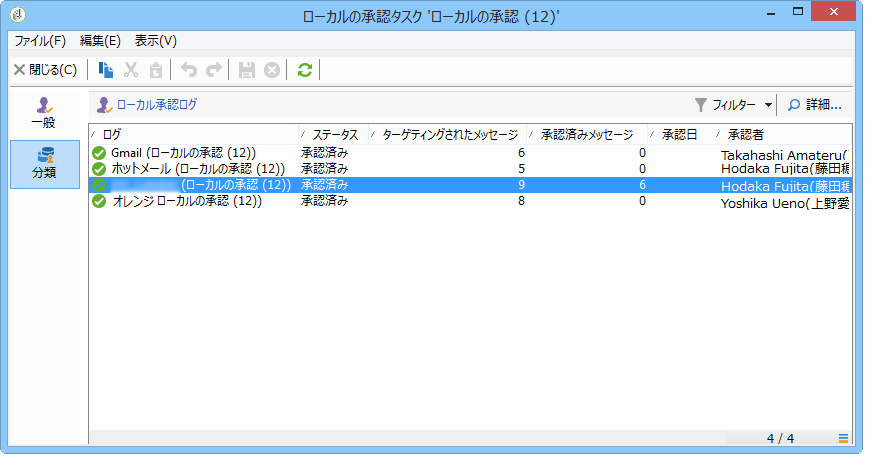 ローカルの承認タスク 'ローカルの承認 (12)'
ファイル(F) 編集(E) 表示(V)
閉じる(C)
一般
分類
ローカル承認ログ フィルター 詳細...
ログ ステータス ターゲティングされたメッセージ 承認済みメッセージ 承認日 承認者
Gmail (ローカルの承認 (12)) 承認済み 6 0 Takahashi Amateru(
ホットメール (ローカルの承認 (12)) 承認済み 5 0 Hodaka Fujita(藤田穂
(ローカルの承認 (12)) 承認済み 9 6 Hodaka Fujita(藤田穂
オレンジ ローカルの承認 (12)) 承認済み 8 0 Yoshika Ueno(上野愛
4 / 4